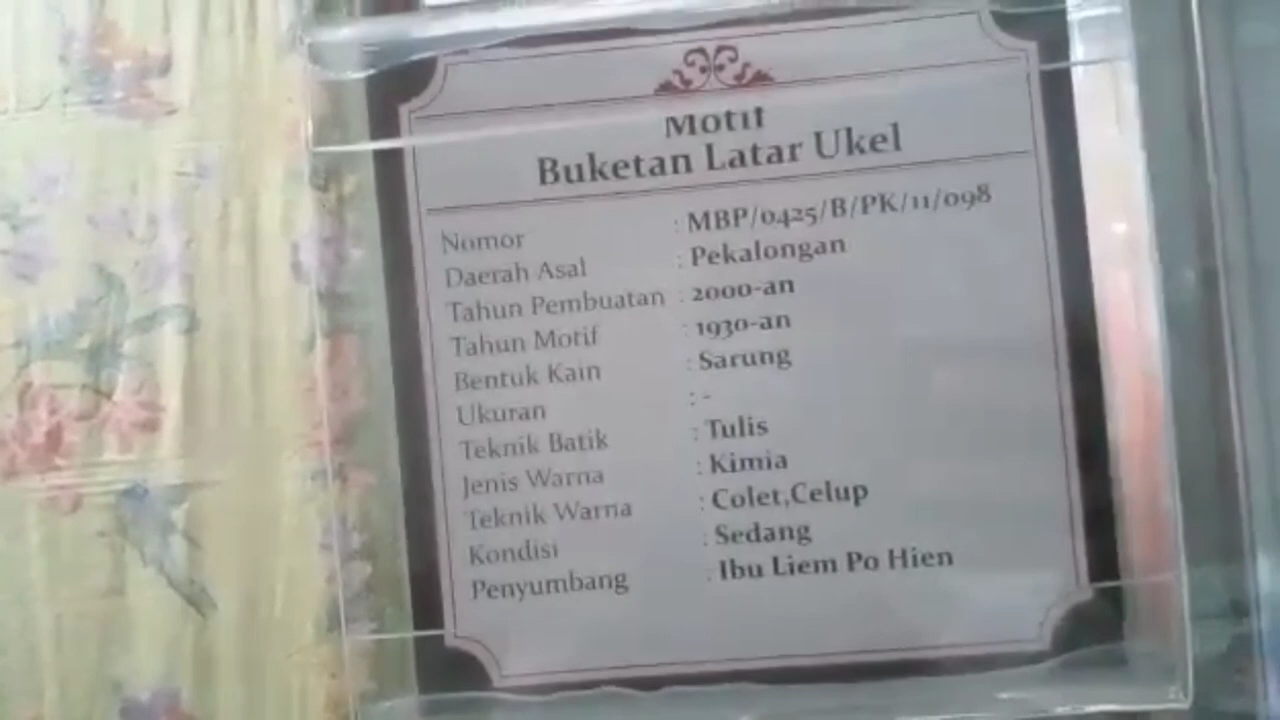 Motif
Buketan Latar Ukel
Nomor : MBP/0425/B/PK/11/098
Daerah Asal : Pekalongan
Tahun Pembuatan : 2000-an
Tahun Motif : 1930-an
Bentuk Kain : Sarung
Ukuran : -
Teknik Batik : Tulis
Jenis Warna : Kimia
Teknik Warna : Colet,Celup
Kondisi : Sedang
Penyumbang : Ibu Liem Po Hien